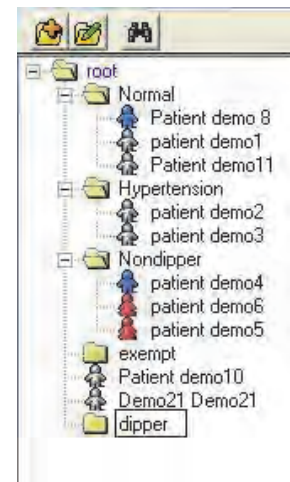 root
Normal
Patient demo 8
patient demo1
Patient demo11
Hypertension
patient demo2
patient demo3
Nondipper
patient demo4
patient demo6
patient demo5
exempt
Patient demo10
Demo21 Demo21
dipper